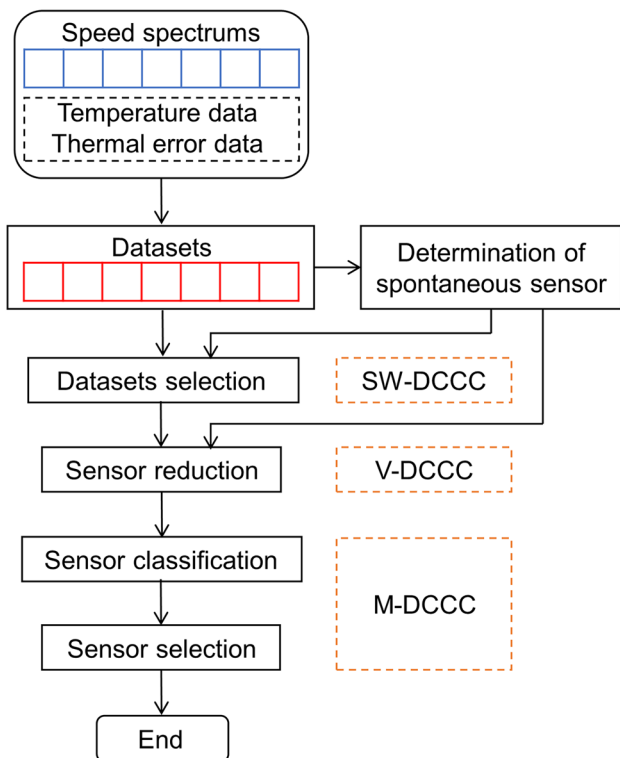 Speed spectrums
Temperature data
Thermal error data
Datasets
Determination of
spontaneous sensor
Datasets selection
SW-DCCC
Sensor reduction
V-DCCC
Sensor classification
M-DCCC
Sensor selection
End